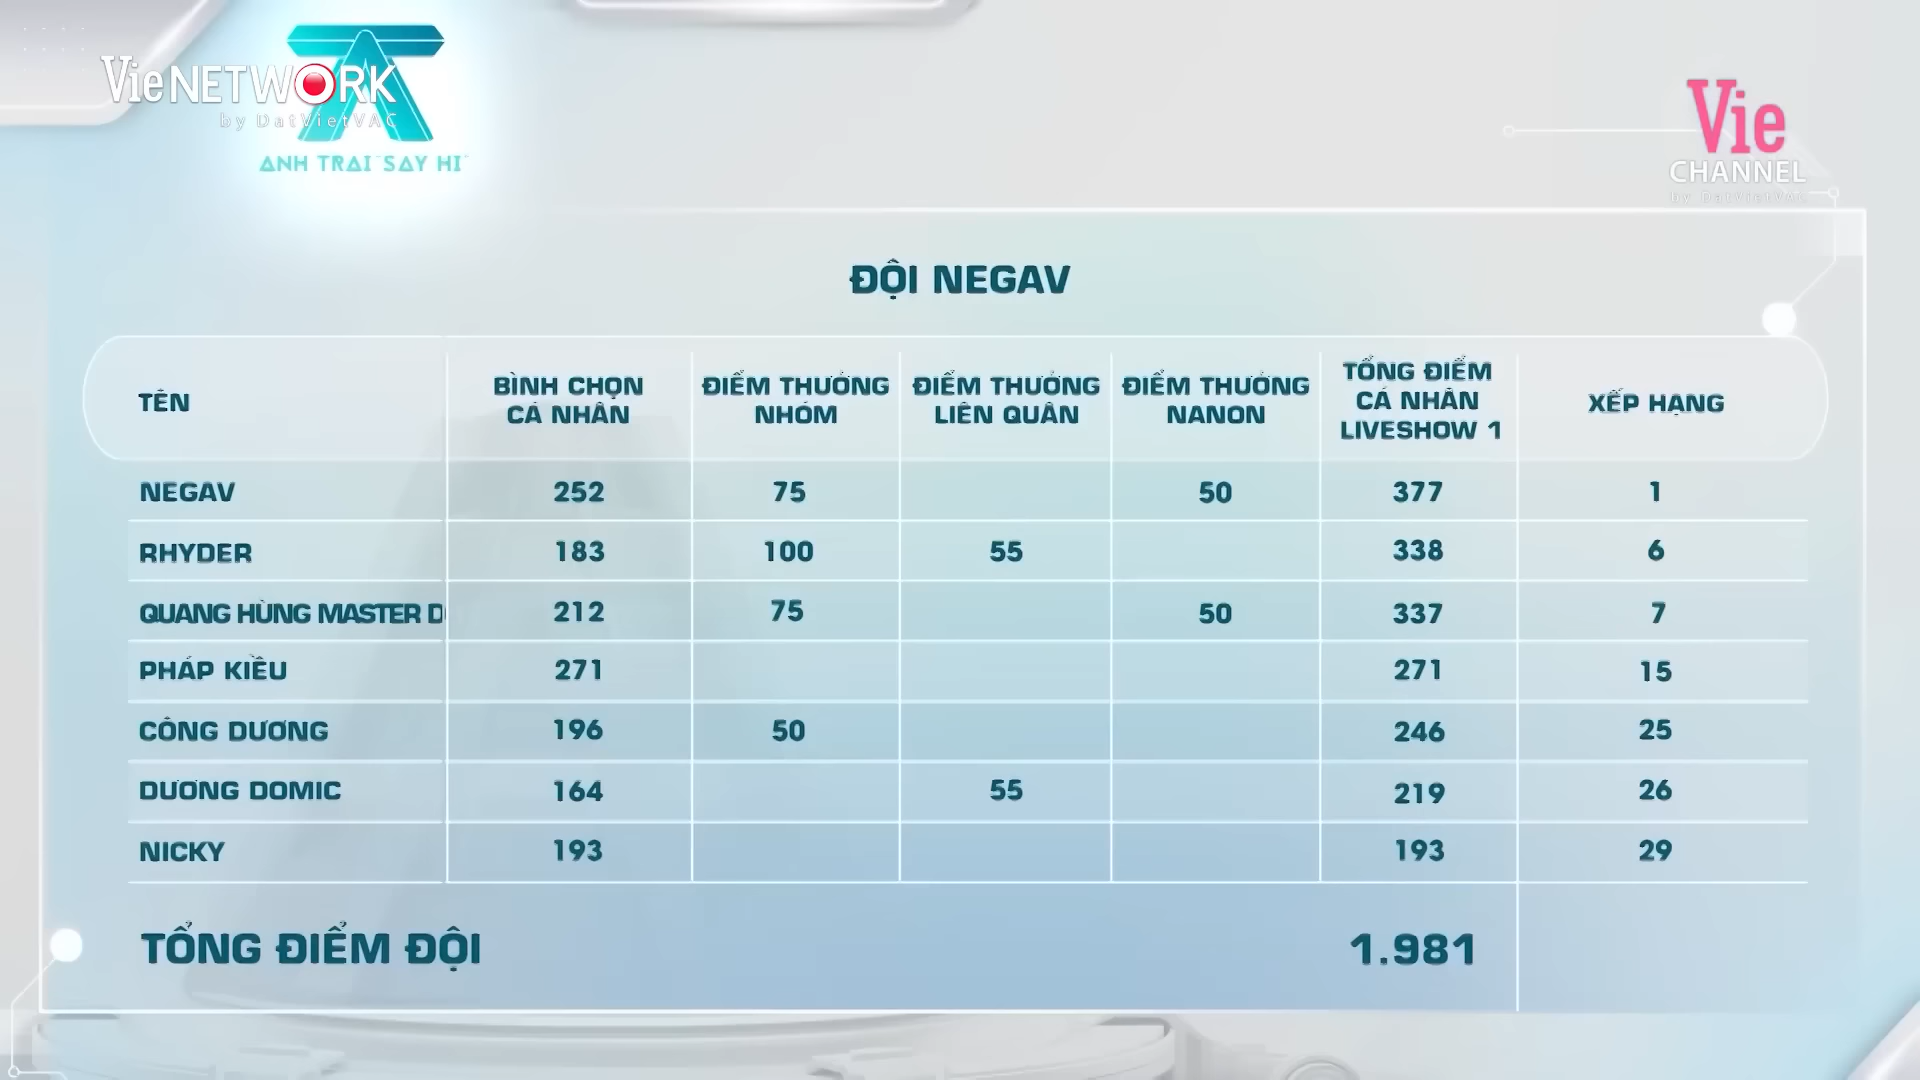 Vie NETWORK
by DatVietVAC
ANH TRAI "SAY HI"
Vie
CHANNEL
by DatVietVAC
ĐỘI NEGAV
TÊN BÌNH CHỌN CÁ NHÂN ĐIỂM THƯỞNG NHÓM ĐIỂM THƯỞNG LIÊN QUÂN ĐIỂM THƯỞNG NANON TỔNG ĐIỂM CÁ NHÂN LIVESHOW 1 XẾP HẠNG
NEGAV 252 75 50 377 1
RHYDER 183 100 55 338 6
QUANG HÙNG MASTER D 212 75 50 337 7
PHÁP KIỀU 271 271 15
CÔNG DƯƠNG 196 50 246 25
DƯƠNG DOMIC 164 55 219 26
NICKY 193 193 29
TỔNG ĐIỂM ĐỘI 1.981